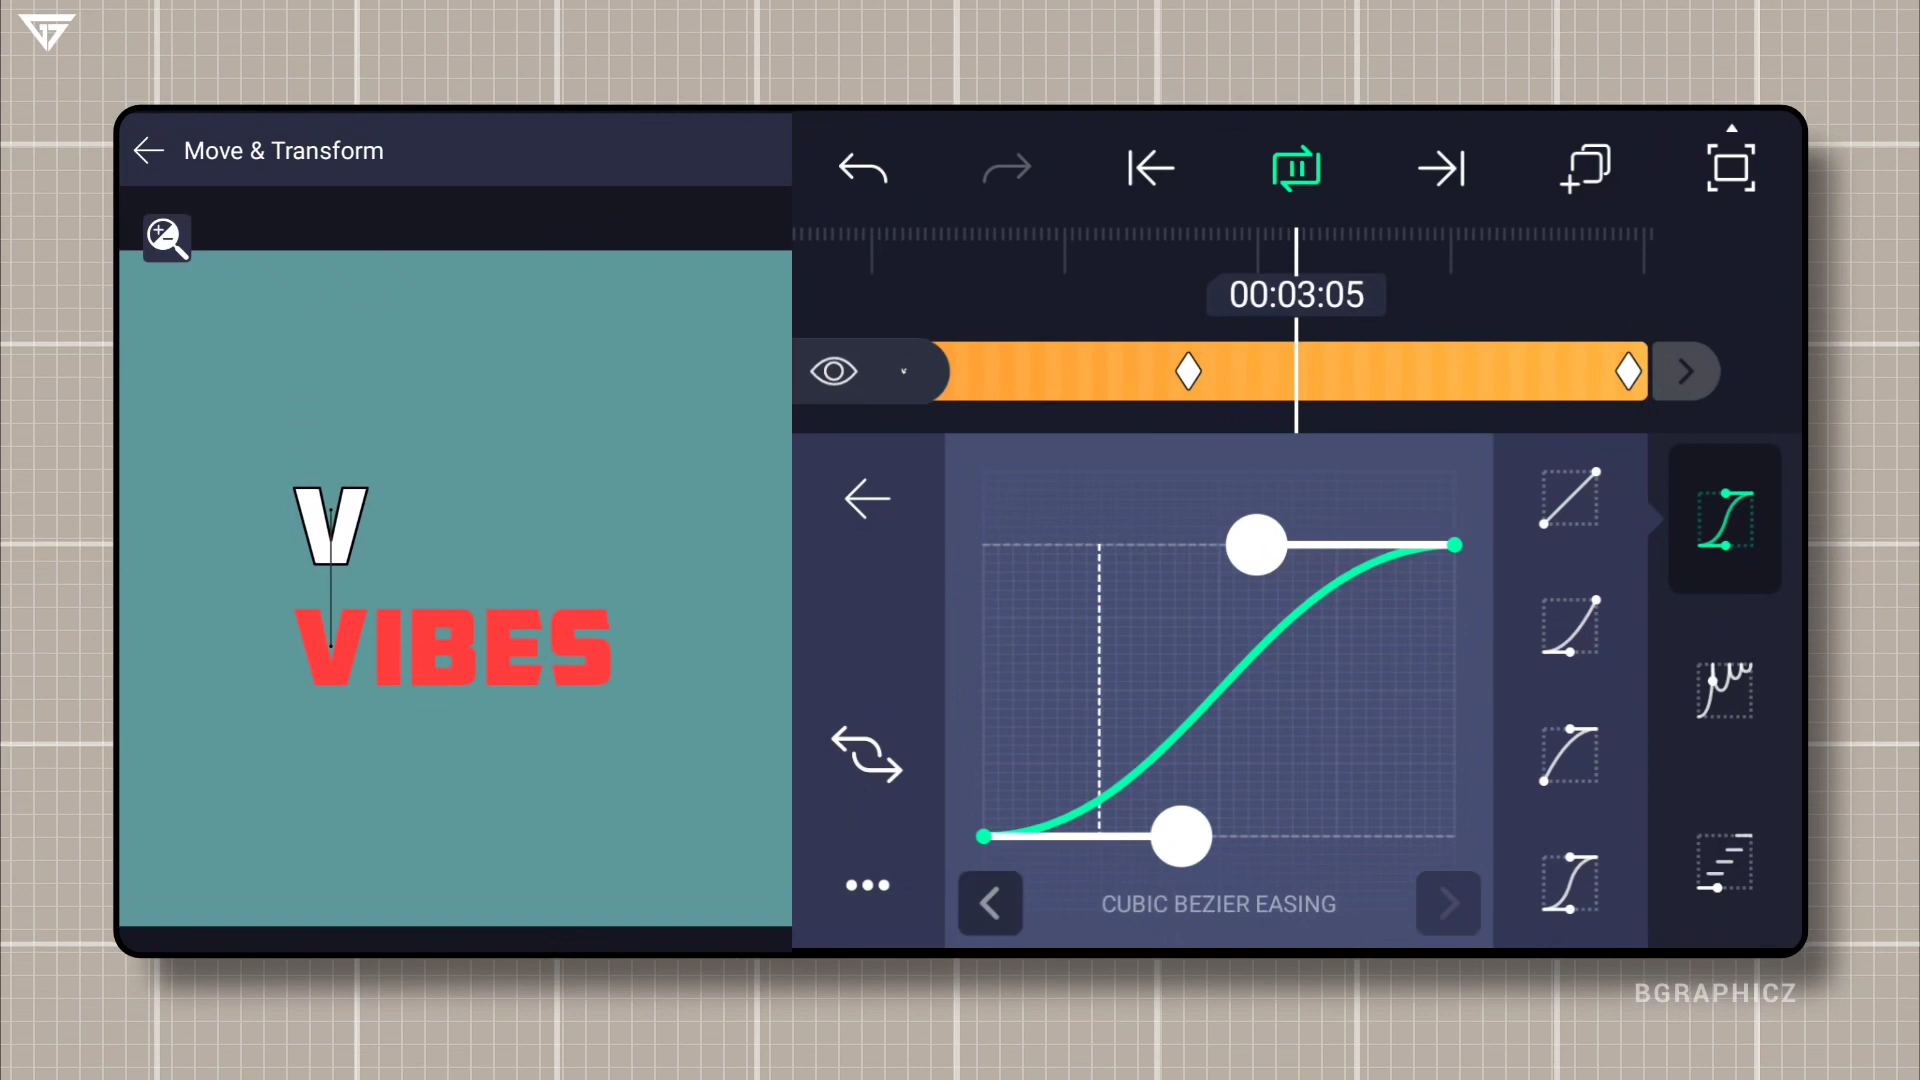 Move & Transform
00:03:05
V
V
VIBES
CUBIC BEZIER EASING
BGRAPHICZ